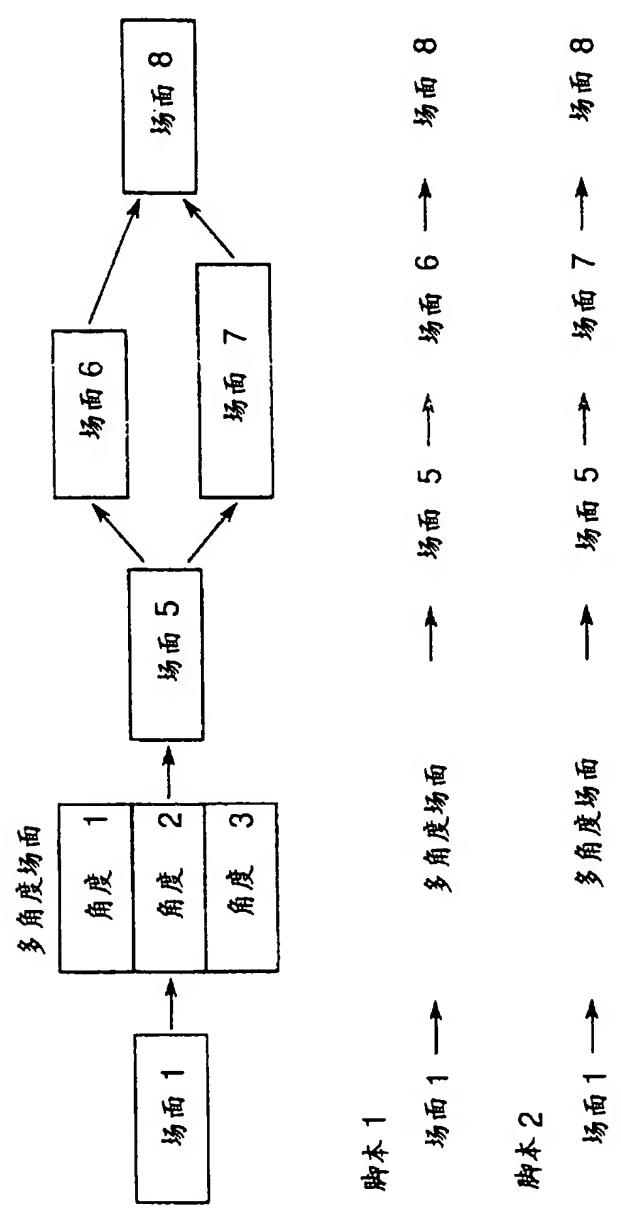 多角度场面
场面1
角度 1
角度 2
角度 3
场面 5
场面 6
场面 7
场面 8
脚本 1
场面1 → 多角度场面 → 场面 5 → 场面 6 → 场面 8
脚本 2
场面1 → 多角度场面 → 场面 5 → 场面 7 → 场面 8